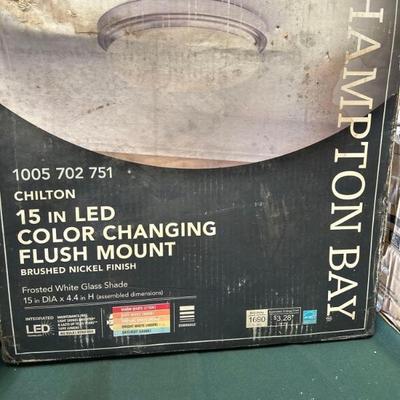 HAMPTON BAY
1005 702 751
CHILTON
15 IN LED
COLOR CHANGING
FLUSH MOUNT
BRUSHED NICKEL FINISH
Frosted White Glass Shade
15 in DIA x 4.4 in H (assembled dimensions)
INTEGRATED
LED
1690
$3.28